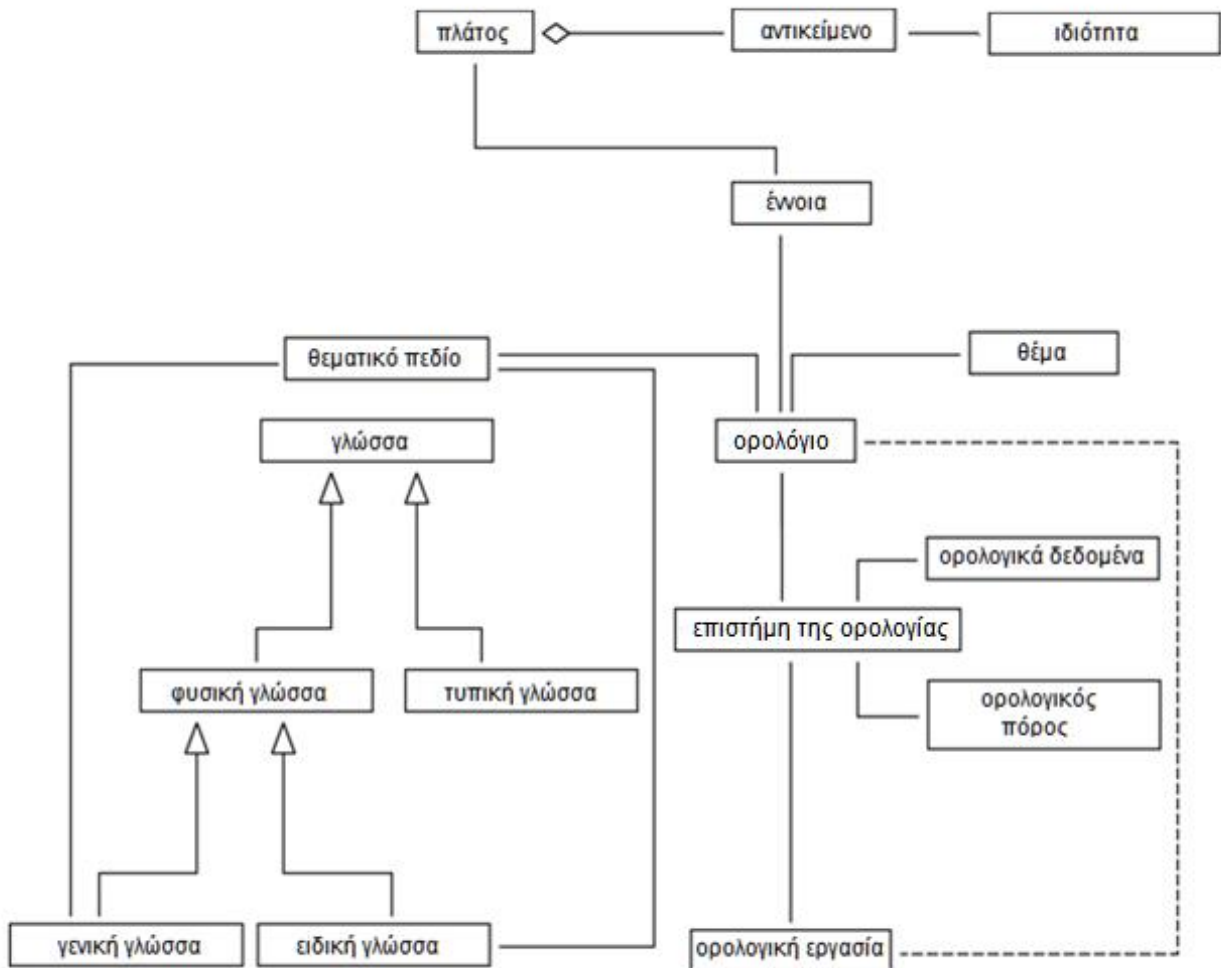 πλάτος
αντικείμενο
ιδιότητα
έννοια
θεματικό πεδίο
θέμα
γλώσσα
ορολόγιο
ορολογικά δεδομένα
επιστήμη της ορολογίας
φυσική γλώσσα
τυπική γλώσσα
ορολογικός
πόρος
γενική γλώσσα
ειδική γλώσσα
ορολογική εργασία